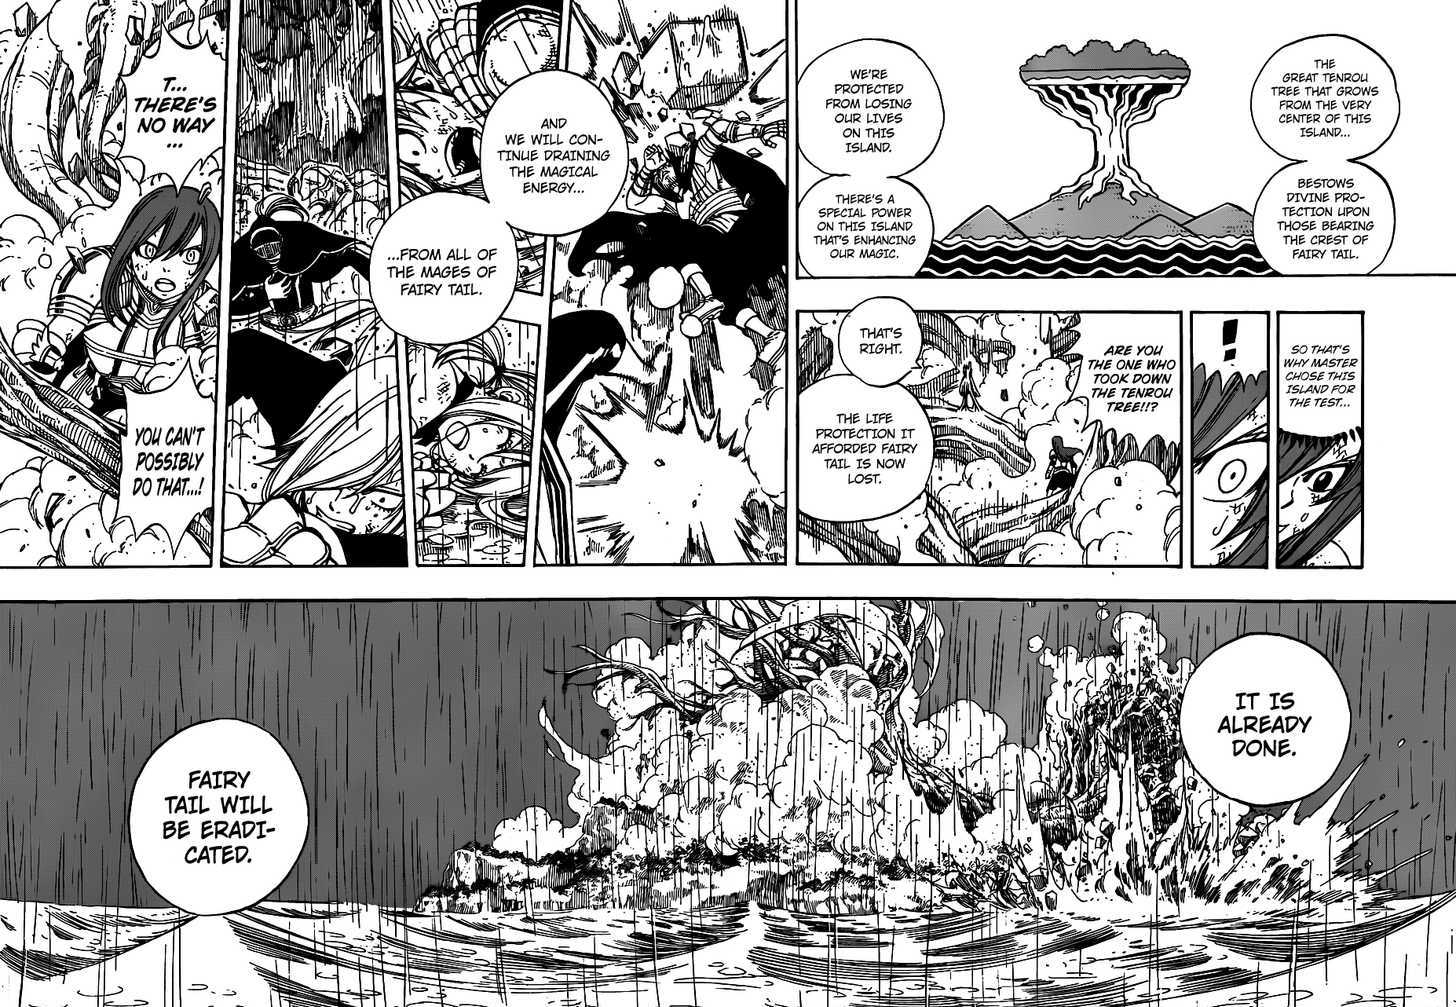 THE
GREAT TENROU
TREE THAT GROWS
FROM THE VERY
CENTER OF THIS
ISLAND...
BESTOWS
DIVINE PRO-
TECTION UPON
THOSE BEARING
THE CREST OF
FAIRY TAIL.
WE'RE
PROTECTED
FROM LOSING
OUR LIVES
ON THIS
ISLAND.
THERE'S A
SPECIAL POWER
ON THIS ISLAND
THAT'S ENHANCING
OUR MAGIC.
SO THAT'S
WHY MASTER
CHOSE THIS
ISLAND FOR
THE TEST...
!
ARE YOU
THE ONE WHO
TOOK DOWN
THE TENROU
TREE!!?
THAT'S
RIGHT.
THE LIFE
PROTECTION IT
AFFORDED FAIRY
TAIL IS NOW
LOST.
AND
WE WILL CON-
TINUE DRAINING
THE MAGICAL
ENERGY...
...FROM ALL OF
THE MAGES OF
FAIRY TAIL.
T...
THERE'S
NO WAY
...
YOU CAN'T
POSSIBLY
DO THAT...!
IT IS
ALREADY
DONE.
FAIRY
TAIL WILL
BE ERADI-
CATED.